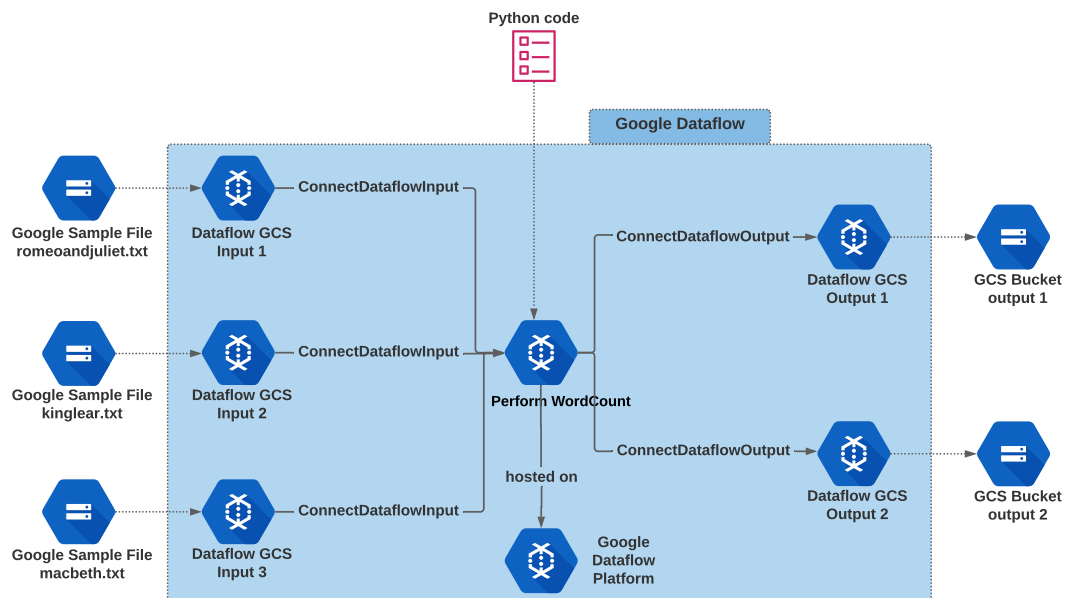 Python code
Google Dataflow
ConnectDataflowInput
Google Sample File
romeoandjuliet.txt
Dataflow GCS
Input 1
ConnectDataflowOutput
Dataflow GCS
Output 1
GCS Bucket
output 1
ConnectDataflowInput
Google Sample File
kinglear.txt
Dataflow GCS
Input 2
Perform WordCount
ConnectDataflowOutput
hosted on
Dataflow GCS
Output 2
GCS Bucket
output 2
ConnectDataflowInput
Google Sample File
macbeth.txt
Dataflow GCS
Input 3
Google
Dataflow
Platform